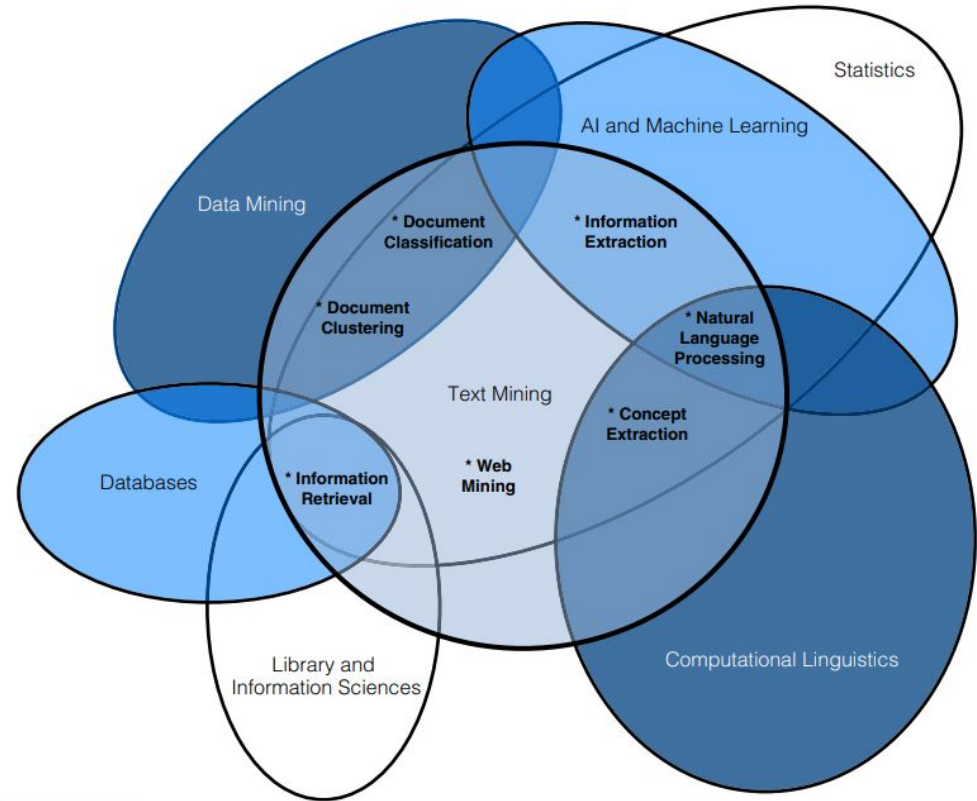 Statistics
AI and Machine Learning
Data Mining
* Document
Classification
* Information
Extraction
* Document
Clustering
* Natural
Language
Processing
Text Mining
* Concept
Extraction
* Web
Mining
Databases
* Information
Retrieval
Library and
Information Sciences
Computational Linguistics